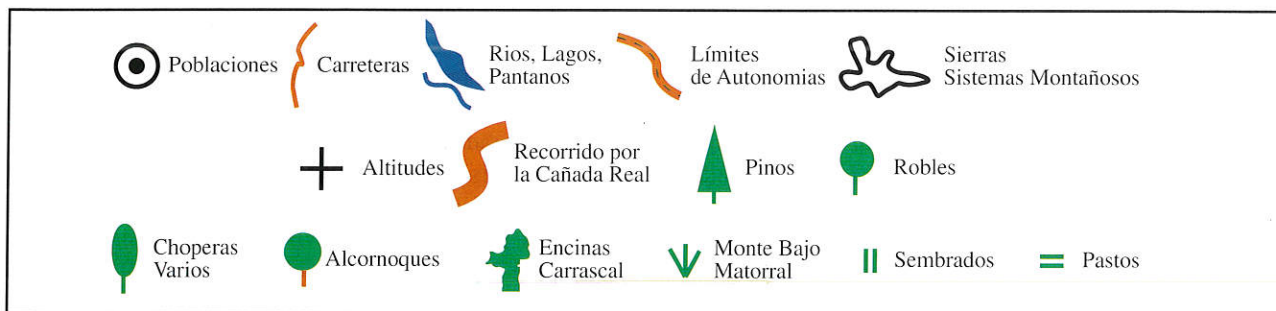 Poblaciones
Carreteras
Rios, Lagos,
Pantanos
Límites
de Autonomias
Sierras
Sistemas Montañosos
Altitudes
Recorrido por
la Cañada Real
Pinos
Robles
Choperas
Varios
Alcornoques
Encinas
Carrascal
Monte Bajo
Matorral
Sembrados
Pastos